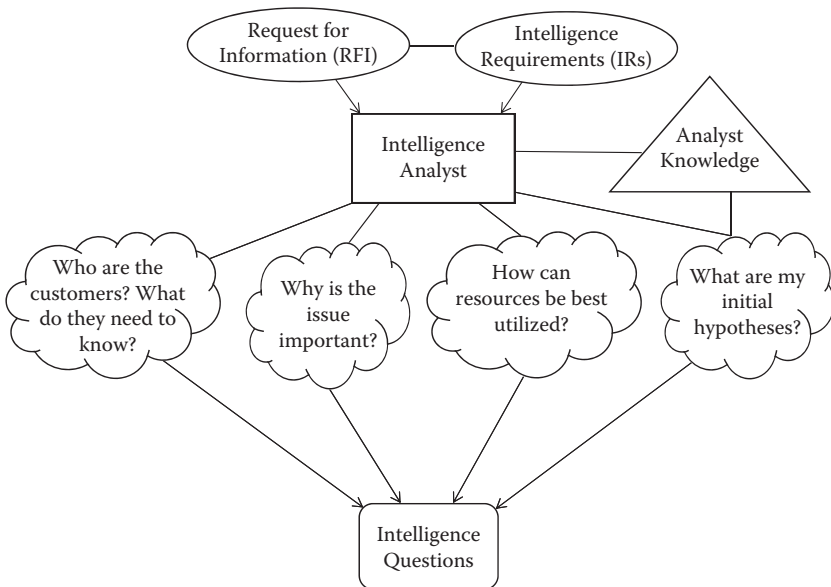 Request for
Information (RFI)
Intelligence
Requirements (IRs)
Intelligence
Analyst
Analyst
Knowledge
Who are the
customers? What
do they need to
know?
Why is the
issue
important?
How can
resources be best
utilized?
What are my
initial
hypotheses?
Intelligence
Questions